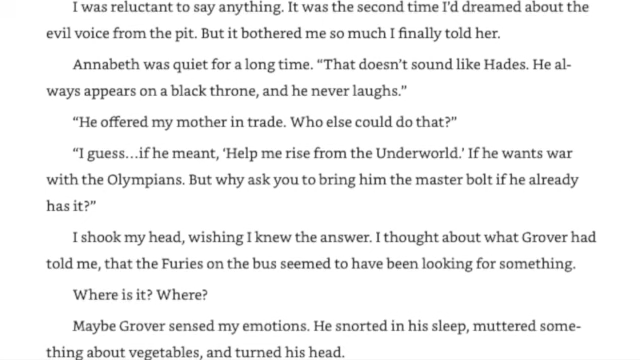 I was reluctant to say anything. It was the second time I'd dreamed about the
evil voice from the pit. But it bothered me so much I finally told her.
Annabeth was quiet for a long time. “That doesn’t sound like Hades. He al-
ways appears on a black throne, and he never laughs.”
“He offered my mother in trade. Who else could do that?”
“I guess…if he meant, ‘Help me rise from the Underworld.’ If he wants war
with the Olympians. But why ask you to bring him the master bolt if he already
has it?”
I shook my head, wishing I knew the answer. I thought about what Grover had
told me, that the Furies on the bus seemed to have been looking for something.
Where is it? Where?
Maybe Grover sensed my emotions. He snorted in his sleep, muttered some-
thing about vegetables, and turned his head.